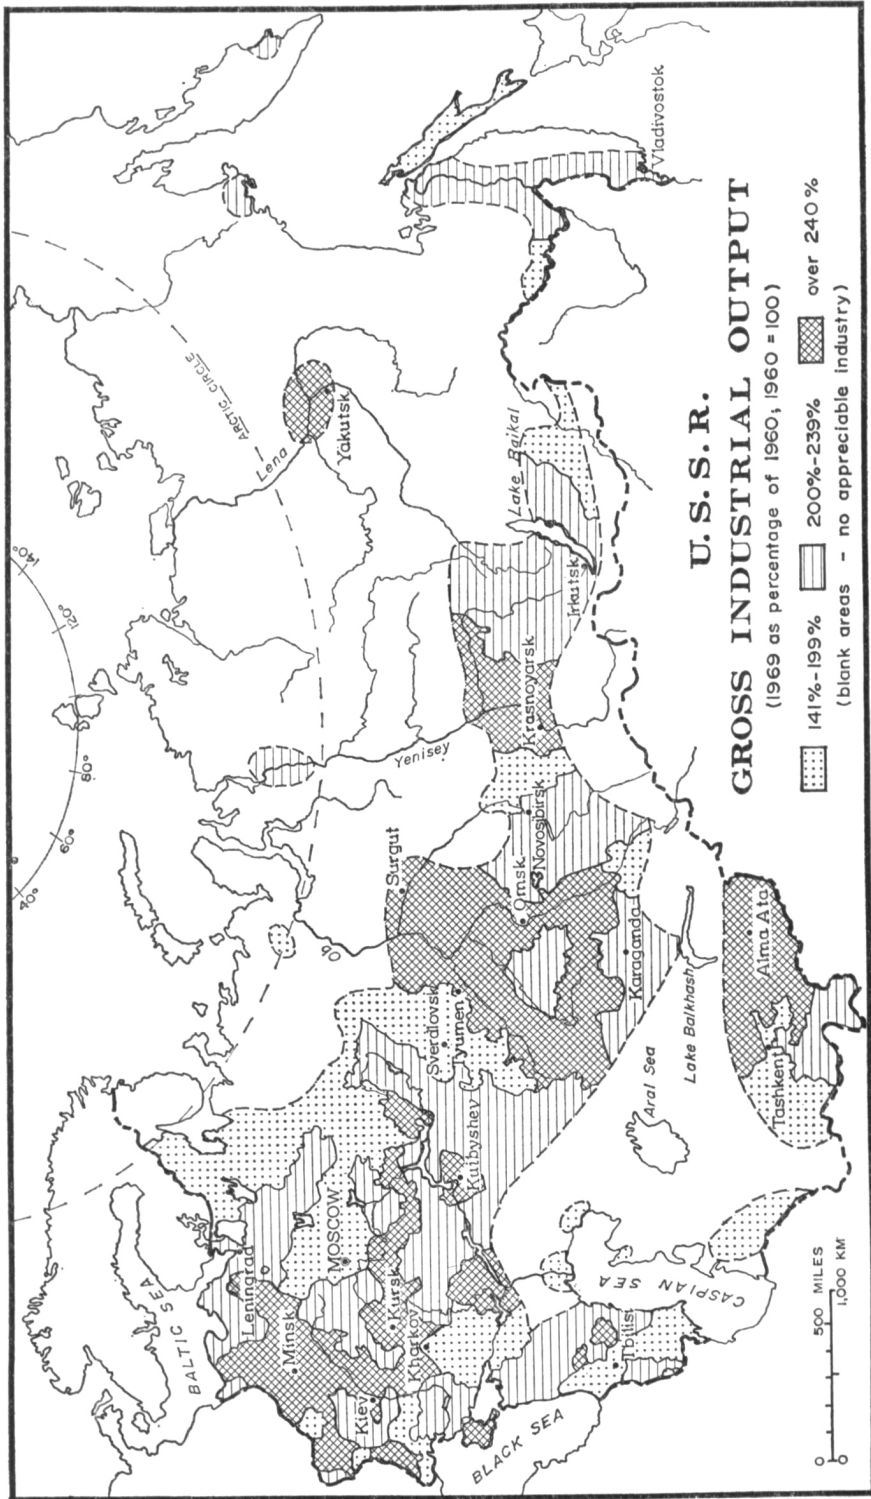 U.S.S.R.
GROSS INDUSTRIAL OUTPUT
(1969 as percentage of 1960; 1960 = 100)
141%-199%
200%-239%
over 240%
(blank areas - no appreciable industry)
70°
60°
80°
120°
140°
ARCTIC CIRCLE
Lena
Yakutsk
Yenisey
Ob
Surgut
BALTIC SEA
Leningrad
Minsk
MOSCOW
Kursk
Kharkov
Kiev
Kuibyshev
Sverdlovsk
Tyumen
Omsk
Novosibirsk
Krasnoyarsk
Irkutsk
Lake Baikal
Vladivostok
Karaganda
Lake Balkhash
Aral Sea
Alma Ata
Tashkent
BLACK SEA
Tbilisi
CASPIAN SEA
0 500 MILES
0 1,000 KM